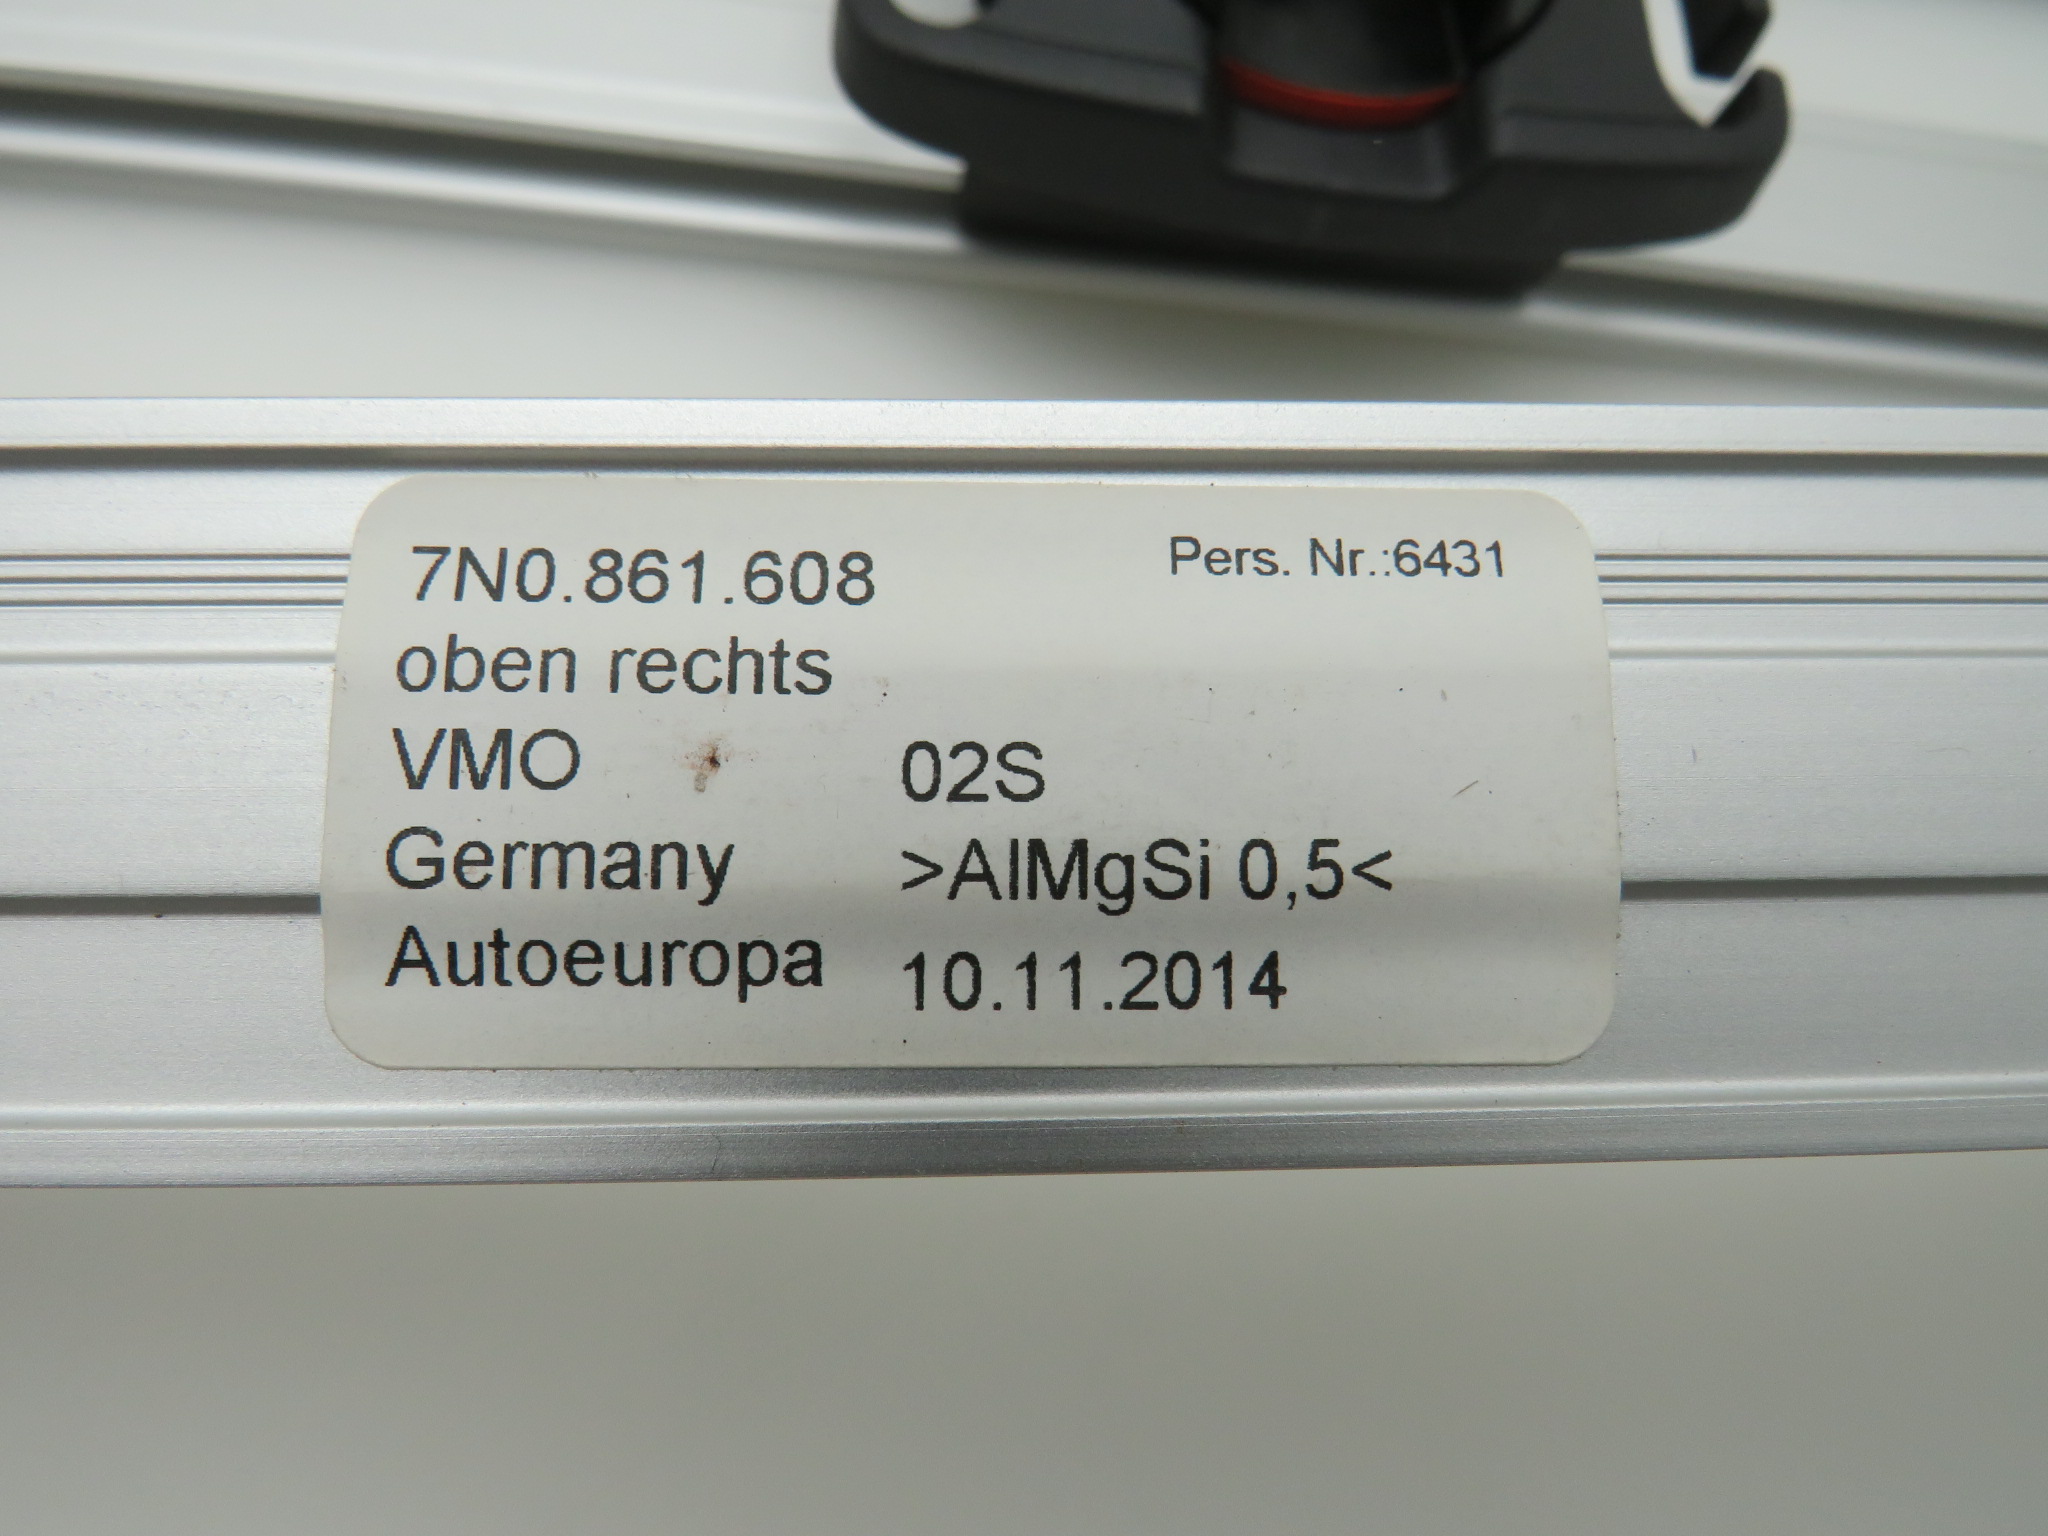 7N0.861.608 Pers. Nr.:6431
oben rechts
VMO 02S
Germany >AlMgSi 0,5<
Autoeuropa 10.11.2014